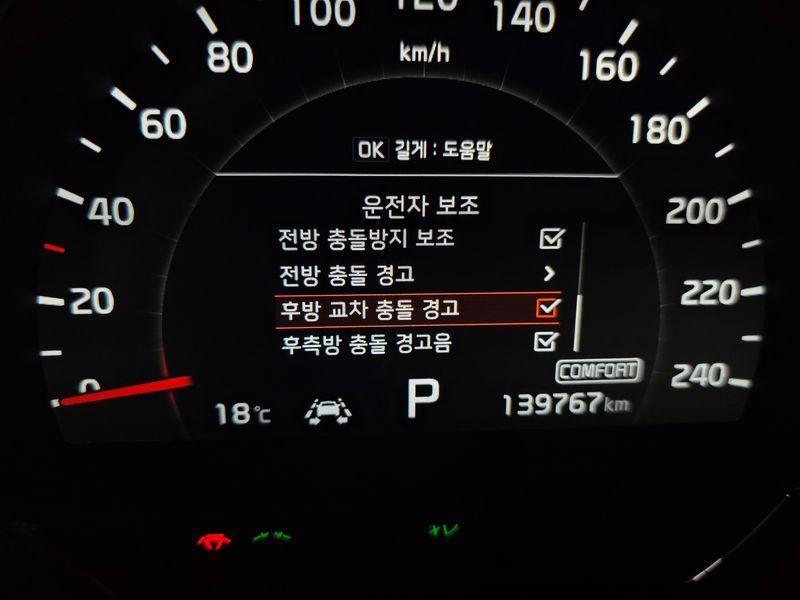 100
120
140
80
km/h
160
60
OK 길게 : 도움말
180
운전자 보조
40
전방 충돌방지 보조
200
전방 충돌 경고
20
후방 교차 충돌 경고
220
후측방 충돌 경고음
0
COMFORT
240
18°C
P
139767km